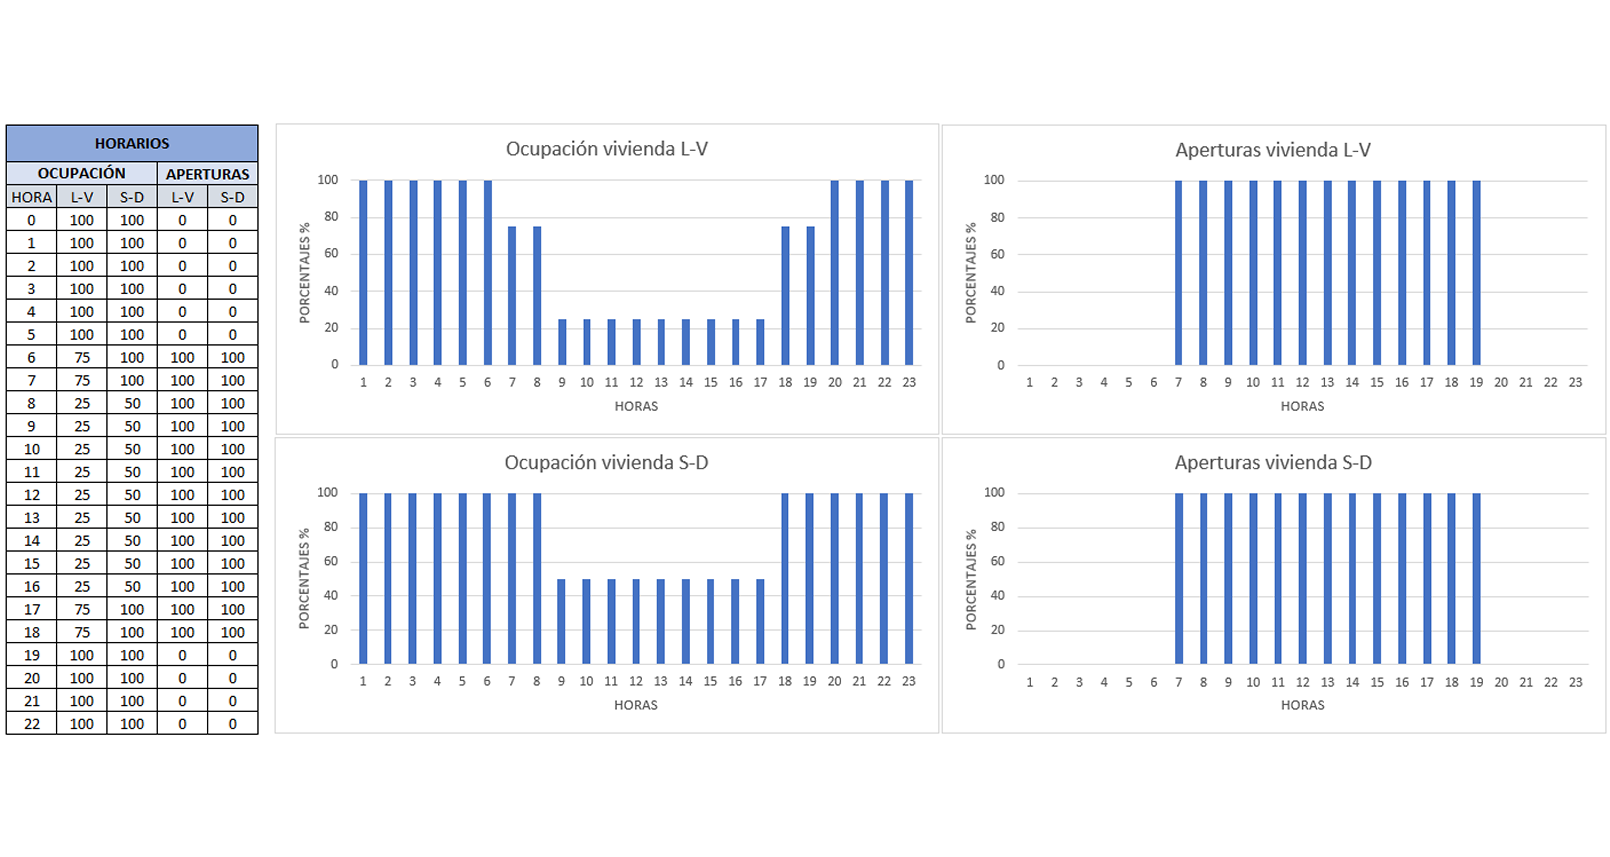 HORARIOS
OCUPACIÓN APERTURAS
HORA L-V S-D L-V S-D
0 100 100 0 0
1 100 100 0 0
2 100 100 0 0
3 100 100 0 0
4 100 100 0 0
5 100 100 0 0
6 75 100 100 100
7 75 100 100 100
8 25 50 100 100
9 25 50 100 100
10 25 50 100 100
11 25 50 100 100
12 25 50 100 100
13 25 50 100 100
14 25 50 100 100
15 25 50 100 100
16 25 50 100 100
17 75 100 100 100
18 75 100 100 100
19 100 100 0 0
20 100 100 0 0
21 100 100 0 0
22 100 100 0 0
Ocupación vivienda L-V
PORCENTAJES %
100
80
60
40
20
0
1 2 3 4 5 6 7 8 9 10 11 12 13 14 15 16 17 18 19 20 21 22 23
HORAS
Aperturas vivienda L-V
PORCENTAJES %
100
80
60
40
20
0
1 2 3 4 5 6 7 8 9 10 11 12 13 14 15 16 17 18 19 20 21 22 23
HORAS
Ocupación vivienda S-D
PORCENTAJES %
100
80
60
40
20
0
1 2 3 4 5 6 7 8 9 10 11 12 13 14 15 16 17 18 19 20 21 22 23
HORAS
Aperturas vivienda S-D
PORCENTAJES %
100
80
60
40
20
0
1 2 3 4 5 6 7 8 9 10 11 12 13 14 15 16 17 18 19 20 21 22 23
HORAS